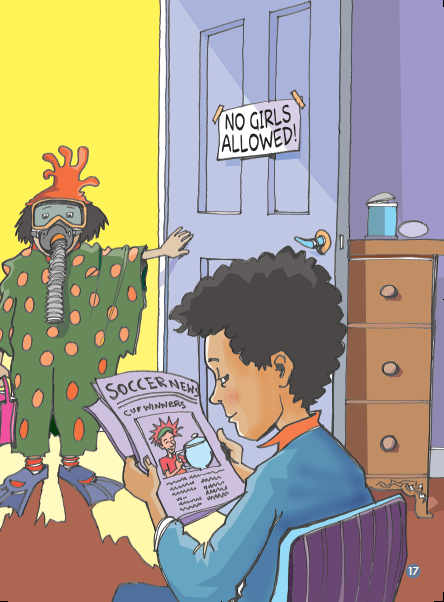 NO GIRLS
ALLOWED!
SOCCER NEWS
CUP WINNERS
17